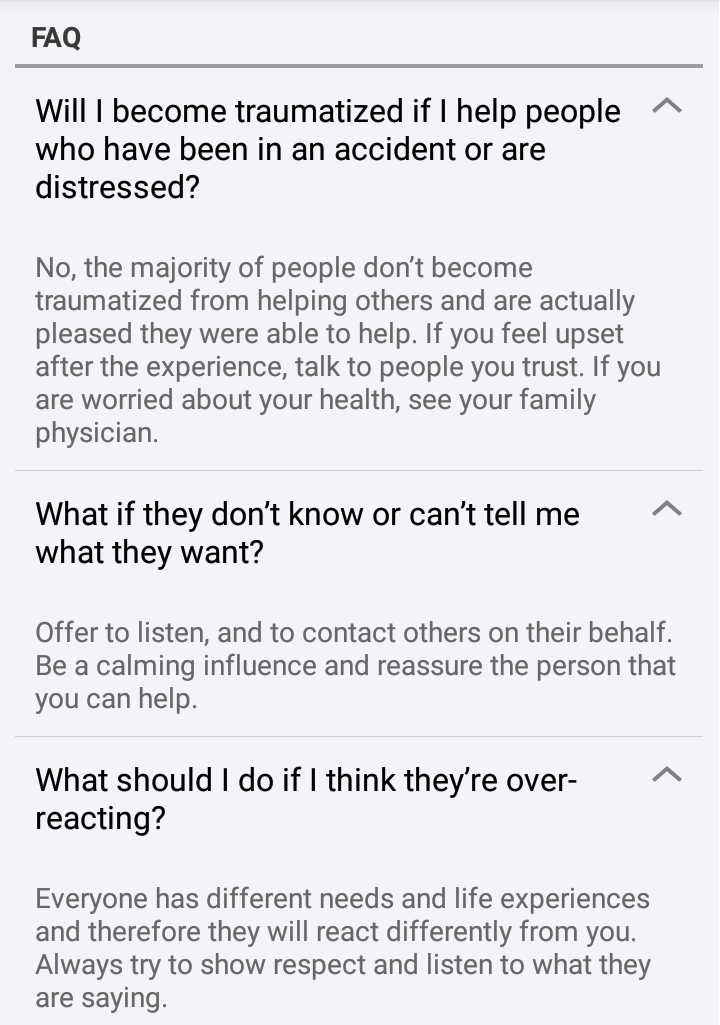 FAQ
Will I become traumatized if I help people
who have been in an accident or are
distressed?
No, the majority of people don’t become
traumatized from helping others and are actually
pleased they were able to help. If you feel upset
after the experience, talk to people you trust. If you
are worried about your health, see your family
physician.
What if they don’t know or can’t tell me
what they want?
Offer to listen, and to contact others on their behalf.
Be a calming influence and reassure the person that
you can help.
What should I do if I think they’re over-
reacting?
Everyone has different needs and life experiences
and therefore they will react differently from you.
Always try to show respect and listen to what they
are saying.